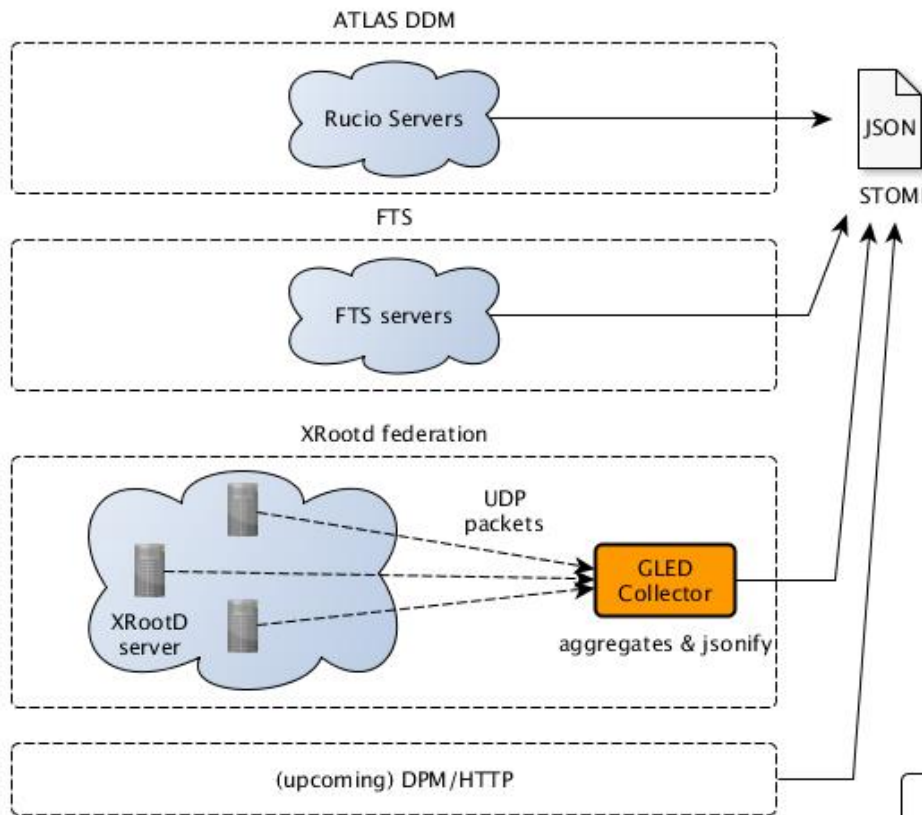 ATLAS DDM
Rucio Servers
JSON
STOM
FTS
FTS servers
XRootd federation
UDP
packets
GLED
Collector
XRootD
server
aggregates & jsonify
(upcoming) DPM/HTTP